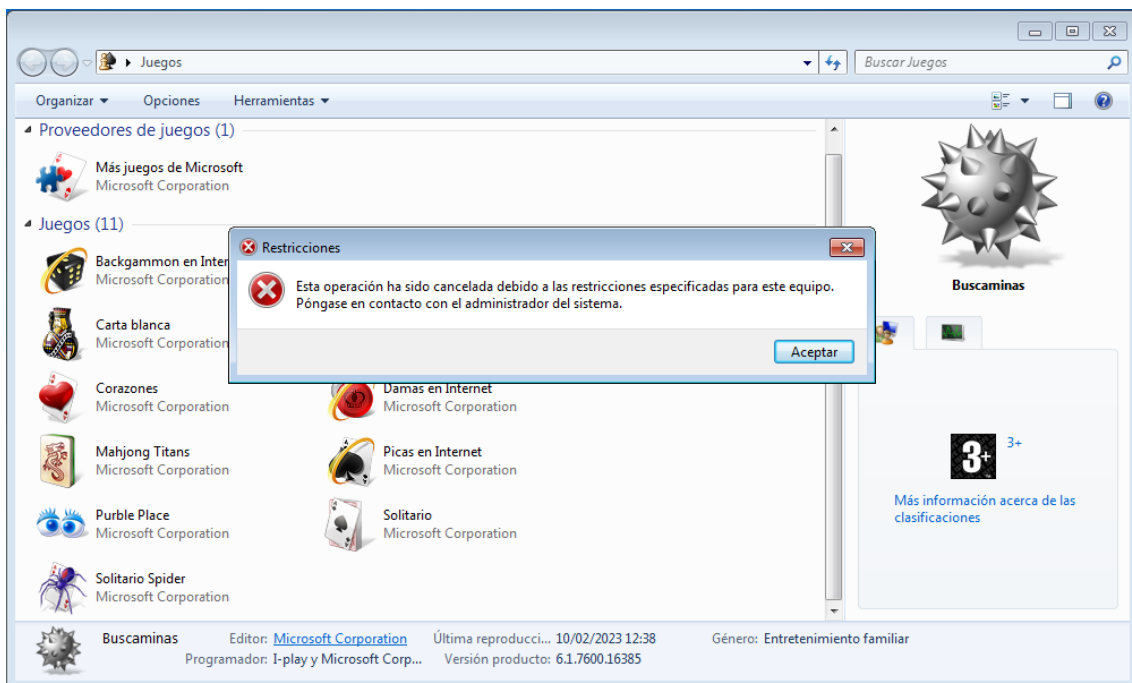 Juegos
Buscar Juegos
Organizar
Opciones
Herramientas
Proveedores de juegos (1)
Más juegos de Microsoft
Microsoft Corporation
Juegos (11)
Backgammon en Inter
Microsoft Corporation
Carta blanca
Microsoft Corporation
Corazones
Microsoft Corporation
Damas en Internet
Microsoft Corporation
Mahjong Titans
Microsoft Corporation
Picas en Internet
Microsoft Corporation
Purble Place
Microsoft Corporation
Solitario
Microsoft Corporation
Solitario Spider
Microsoft Corporation
Restricciones
Esta operación ha sido cancelada debido a las restricciones especificadas para este equipo.
Póngase en contacto con el administrador del sistema.
Aceptar
Buscaminas
3+
3+
Más información acerca de las
clasificaciones
Buscaminas Editor: Microsoft Corporation Última reproducci... 10/02/2023 12:38 Género: Entretenimiento familiar
Programador: I-play y Microsoft Corp... Versión producto: 6.1.7600.16385